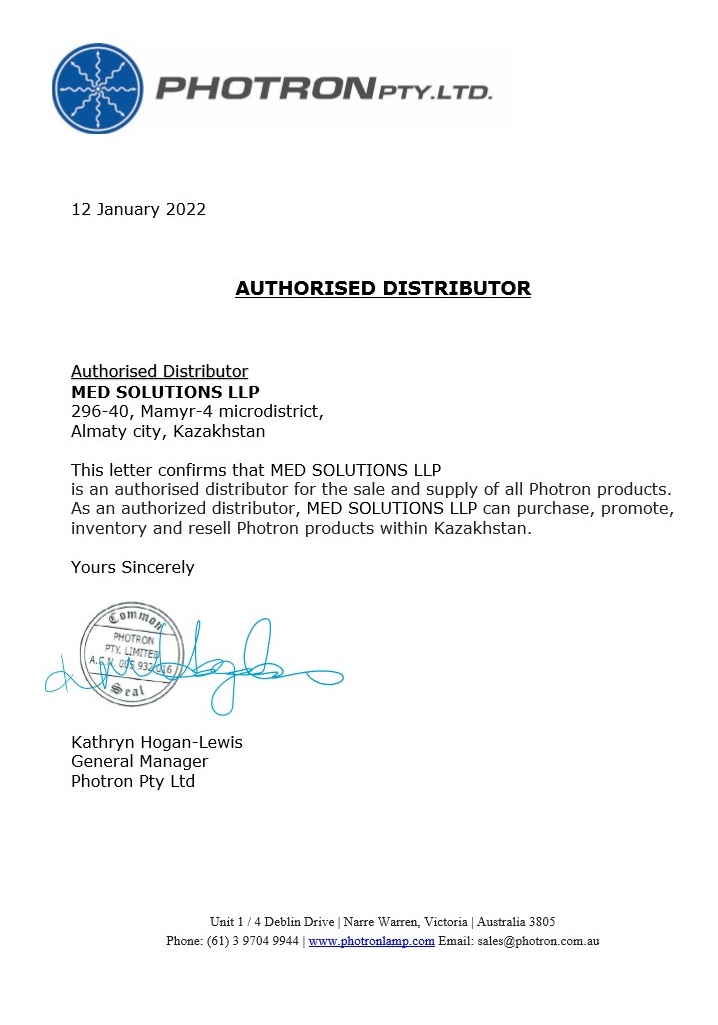 PHOTRON PTY.LTD.
12 January 2022
AUTHORISED DISTRIBUTOR
Authorised Distributor
MED SOLUTIONS LLP
296-40, Mamyr-4 microdistrict,
Almaty city, Kazakhstan
This letter confirms that MED SOLUTIONS LLP
is an authorised distributor for the sale and supply of all Photron products.
As an authorized distributor, MED SOLUTIONS LLP can purchase, promote,
inventory and resell Photron products within Kazakhstan.
Yours Sincerely
Common
PHOTRON
PTY. LIMITED
A.C.N. 005 932 016
Seal
Kathryn Hogan-Lewis
General Manager
Photron Pty Ltd
Unit 1 / 4 Deblin Drive | Narre Warren, Victoria | Australia 3805
Phone: (61) 3 9704 9944 | www.photronlamp.com Email: sales@photron.com.au